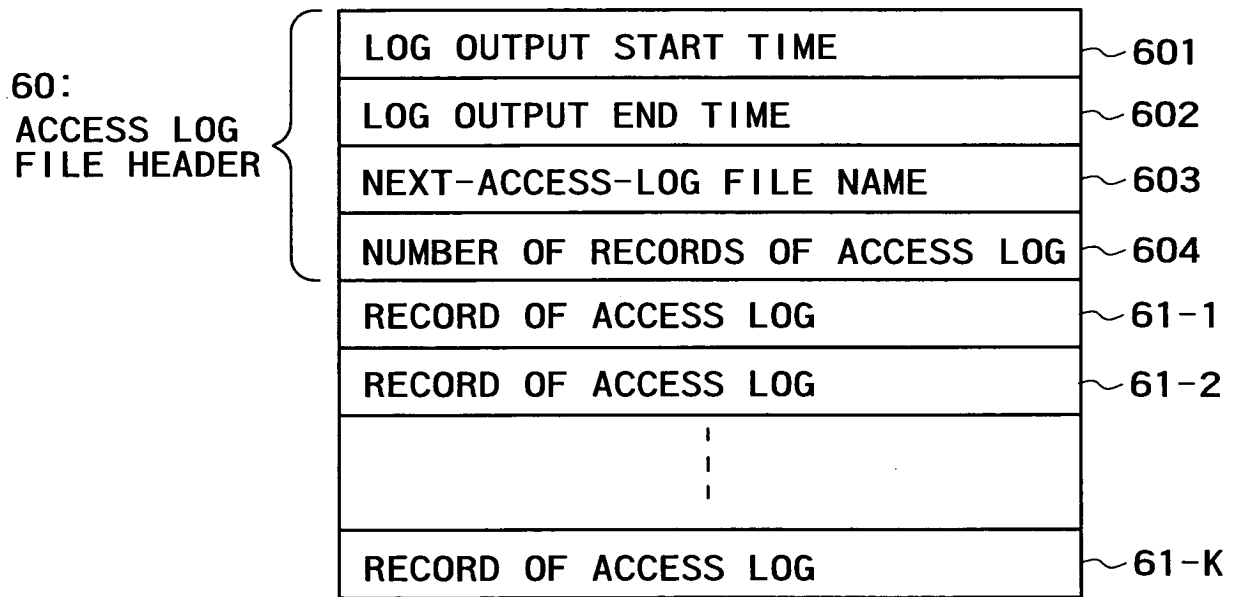 60:
ACCESS LOG
FILE HEADER
LOG OUTPUT START TIME 601
LOG OUTPUT END TIME 602
NEXT-ACCESS-LOG FILE NAME 603
NUMBER OF RECORDS OF ACCESS LOG 604
RECORD OF ACCESS LOG 61-1
RECORD OF ACCESS LOG 61-2
RECORD OF ACCESS LOG 61-K